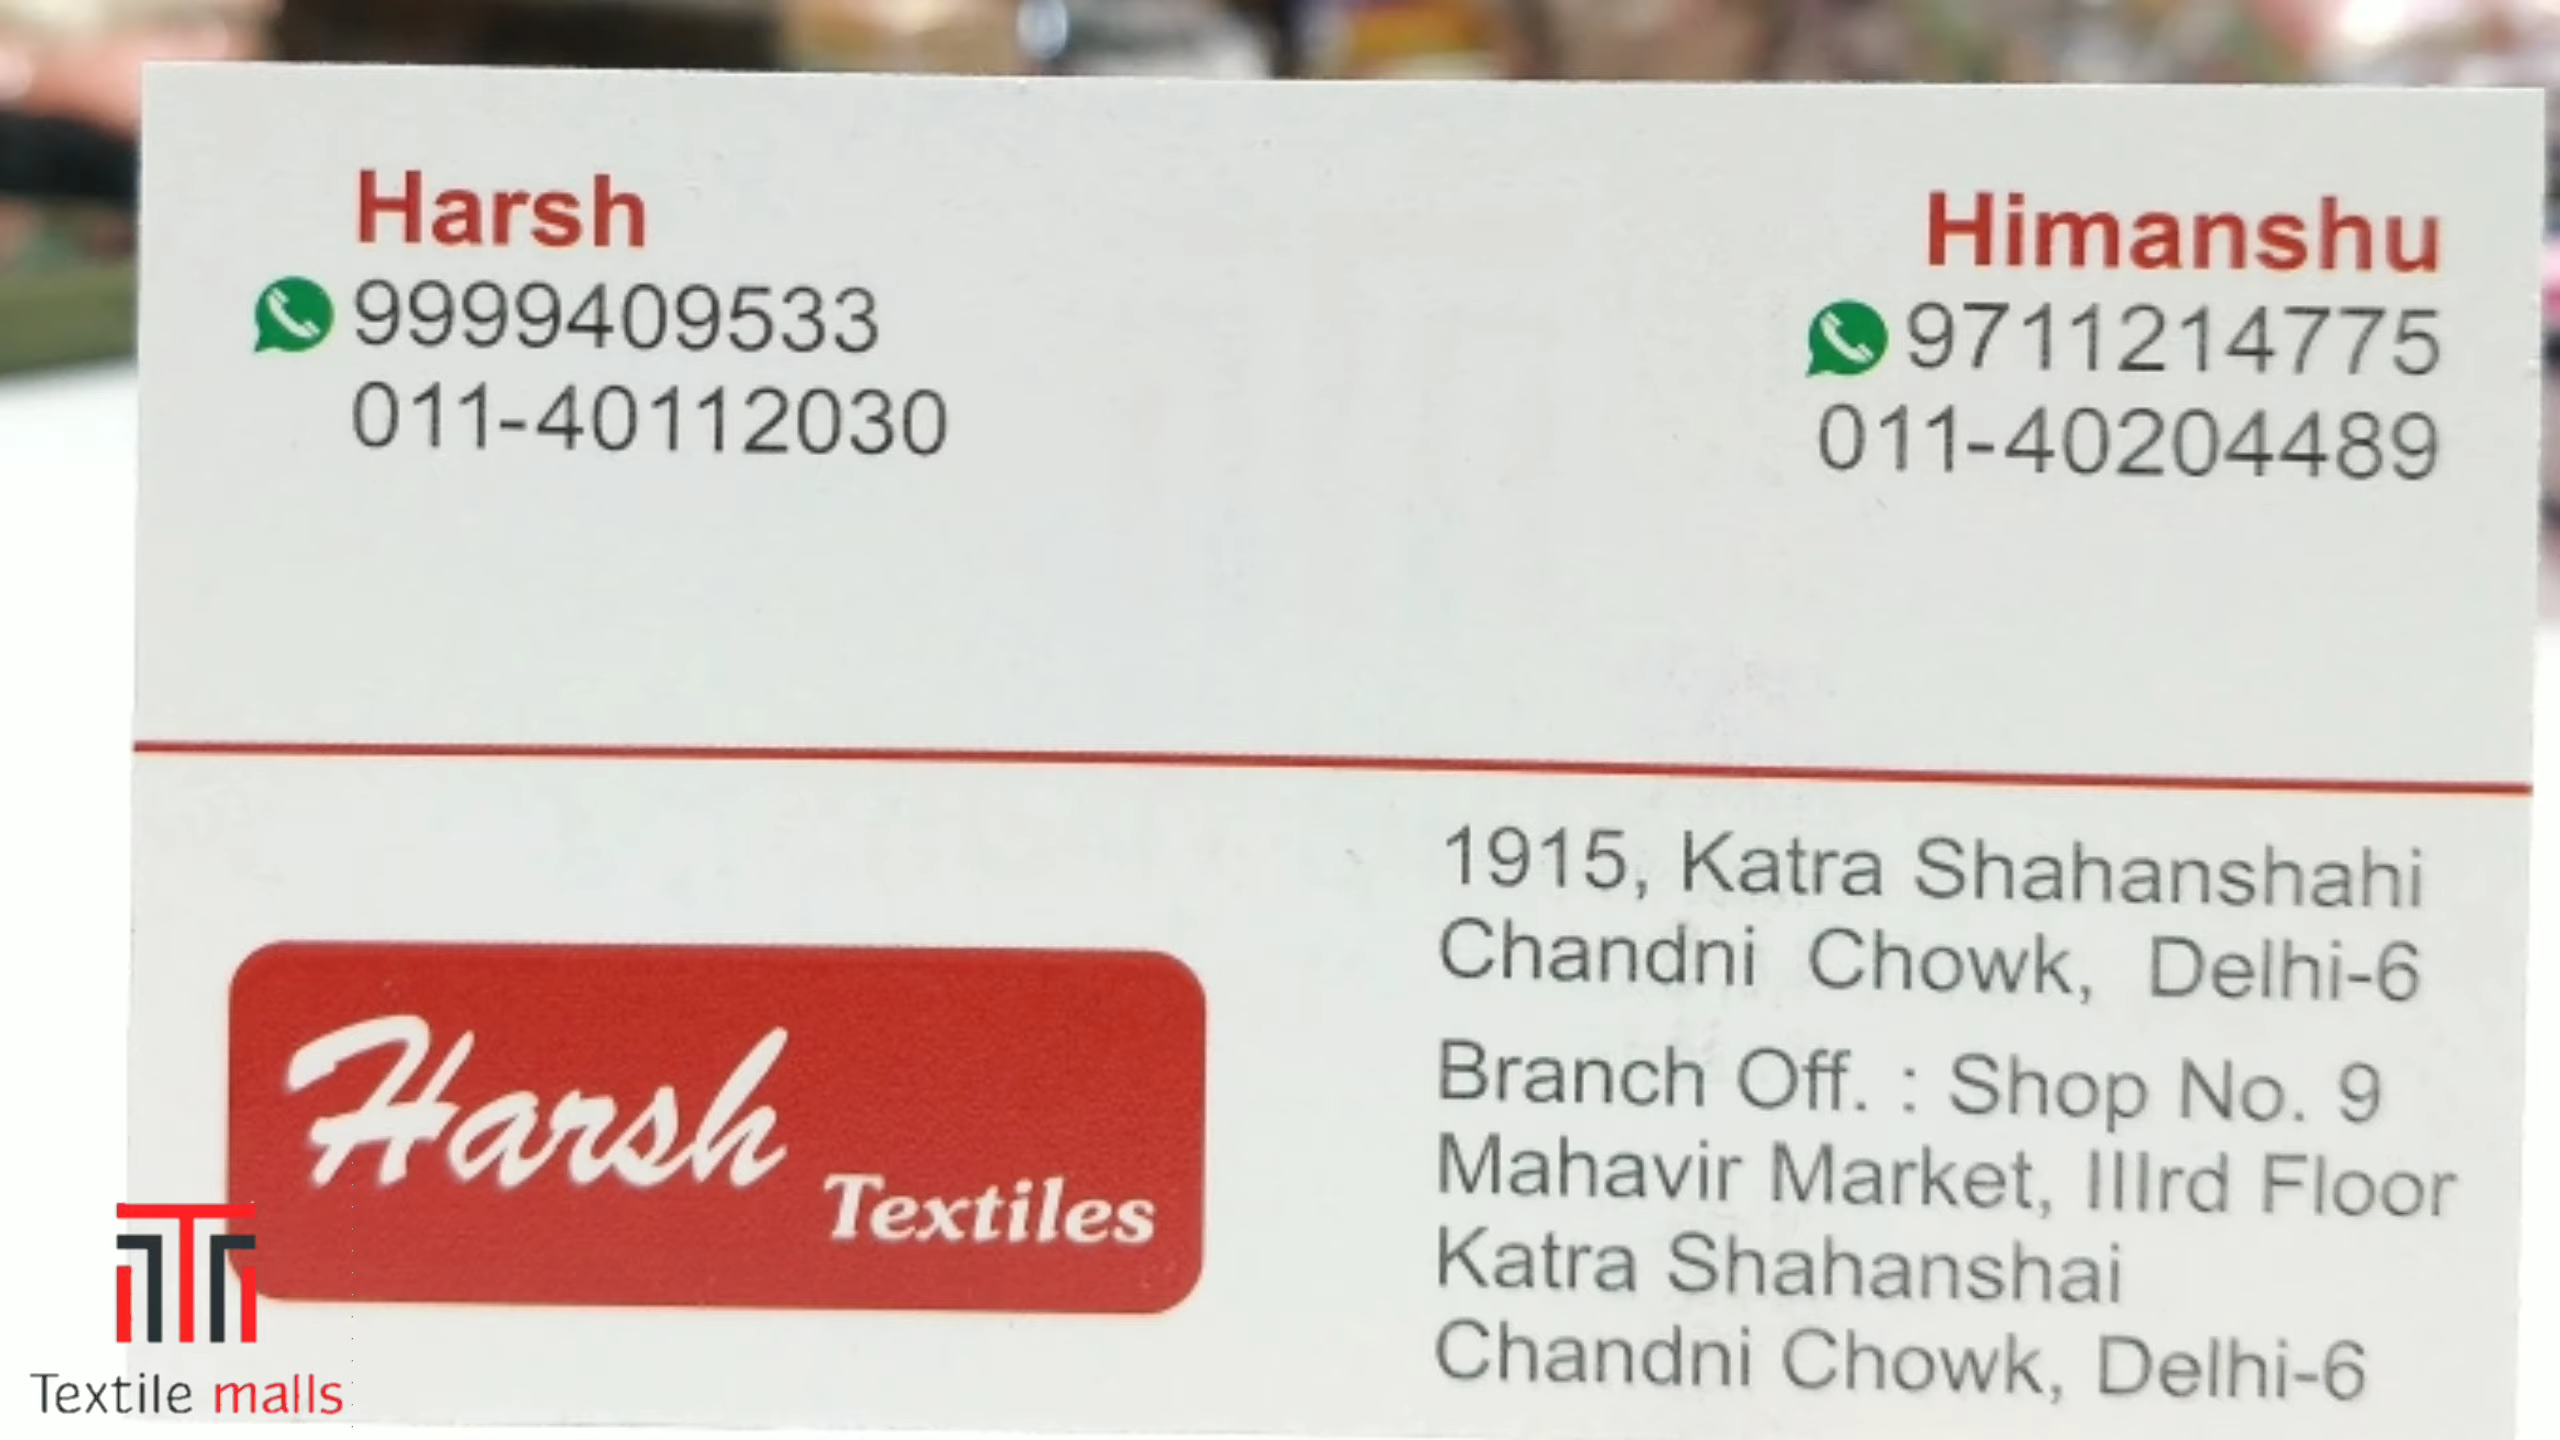 Harsh
9999409533
011-40112030
Himanshu
9711214775
011-40204489
Harsh
Textiles
1915, Katra Shahanshahi
Chandni Chowk, Delhi-6
Branch Off. : Shop No. 9
Mahavir Market, IIIrd Floor
Katra Shahanshai
Chandni Chowk, Delhi-6
Textile malls